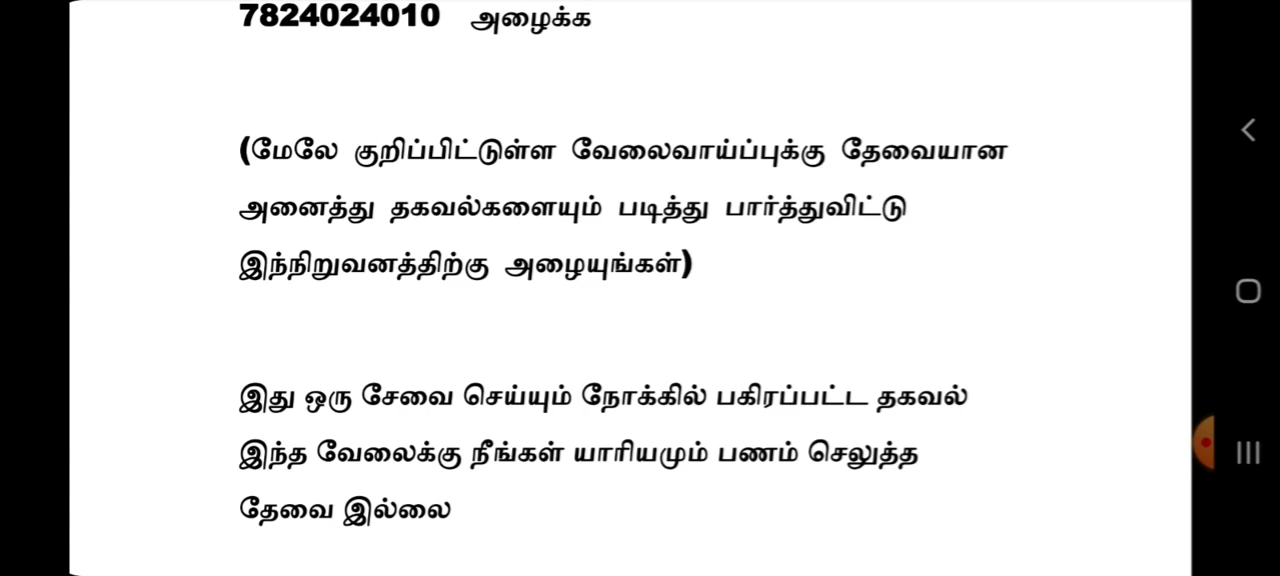 7824024010 அழைக்க
(மேலே குறிப்பிட்டுள்ள வேலைவாய்ப்புக்கு தேவையான
அனைத்து தகவல்களையும் படித்து பார்த்துவிட்டு
இந்நிறுவனத்திற்கு அழையுங்கள்)
இது ஒரு சேவை செய்யும் நோக்கில் பகிரப்பட்ட தகவல்
இந்த வேலைக்கு நீங்கள் யாரியமும் பணம் செலுத்த
தேவை இல்லை